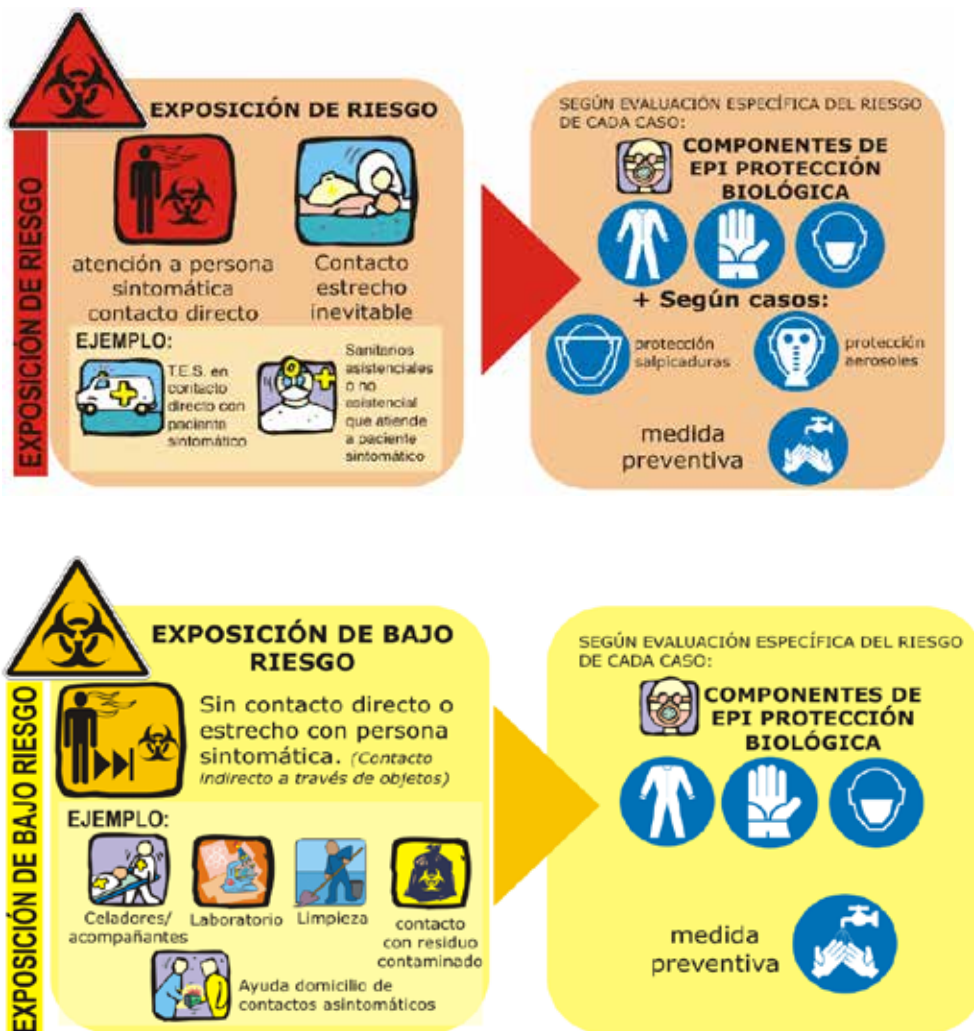 EXPOSICIÓN DE RIESGO
EXPOSICIÓN DE RIESGO
atención a persona
sintomática
contacto directo
Contacto
estrecho
inevitable
EJEMPLO:
T.E.S. en
contacto
directo con
paciente
sintomático
Sanitarios
asistenciales
o no
asistencial
que atiende
a paciente
sintomático
SEGÚN EVALUACIÓN ESPECÍFICA DEL RIESGO
DE CADA CASO:
COMPONENTES DE
EPI PROTECCIÓN
BIOLÓGICA
+ Según casos:
protección
salpicaduras
protección
aerosoles
medida
preventiva
EXPOSICIÓN DE BAJO RIESGO
EXPOSICIÓN DE BAJO
RIESGO
Sin contacto directo o
estrecho con persona
sintomática. (Contacto
indirecto a través de objetos)
EJEMPLO:
Celadores/
acompañantes
Laboratorio
Limpieza
contacto
con residuo
contaminado
Ayuda domicilio de
contactos asintomáticos
SEGÚN EVALUACIÓN ESPECÍFICA DEL RIESGO
DE CADA CASO:
COMPONENTES DE
EPI PROTECCIÓN
BIOLÓGICA
medida
preventiva